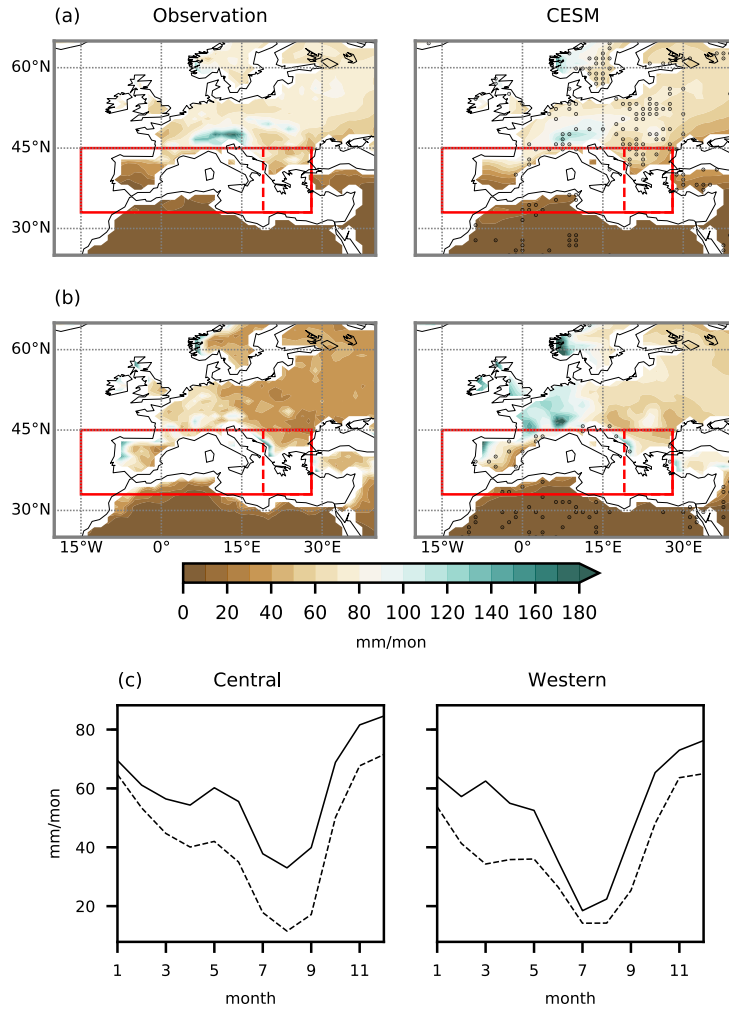 (a) Observation CESM
60°N
45°N
30°N
(b)
60°N
45°N
30°N
15°W 0° 15°E 30°E 15°W 0° 15°E 30°E
0 20 40 60 80 100 120 140 160 180
mm/mon
(c) Central Western
80
60
40
20
mm/mon
1 3 5 7 9 11 1 3 5 7 9 11
month month